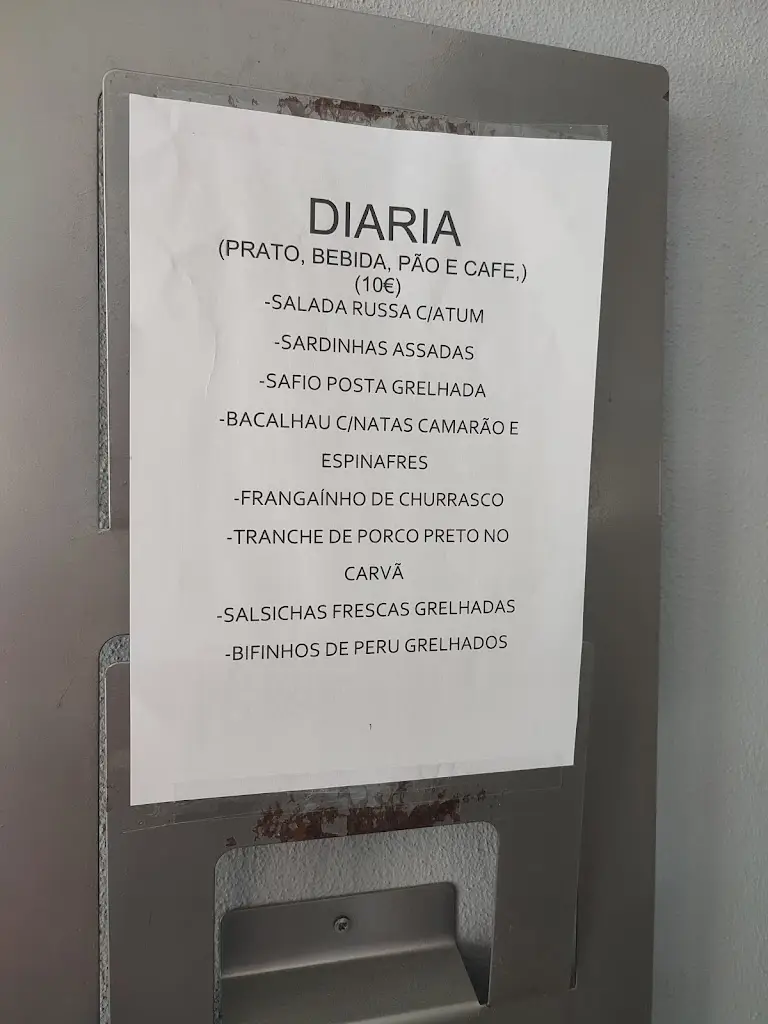 DIARIA
(PRATO, BEBIDA, PÃO E CAFE,)
(10€)
-SALADA RUSSA C/ATUM
-SARDINHAS ASSADAS
-SAFIO POSTA GRELHADA
-BACALHAU C/NATAS CAMARÃO E
ESPINAFRES
-FRANGAÍNHO DE CHURRASCO
-TRANCHE DE PORCO PRETO NO
CARVÃ
-SALSICHAS FRESCAS GRELHADAS
-BIFINHOS DE PERU GRELHADOS
1